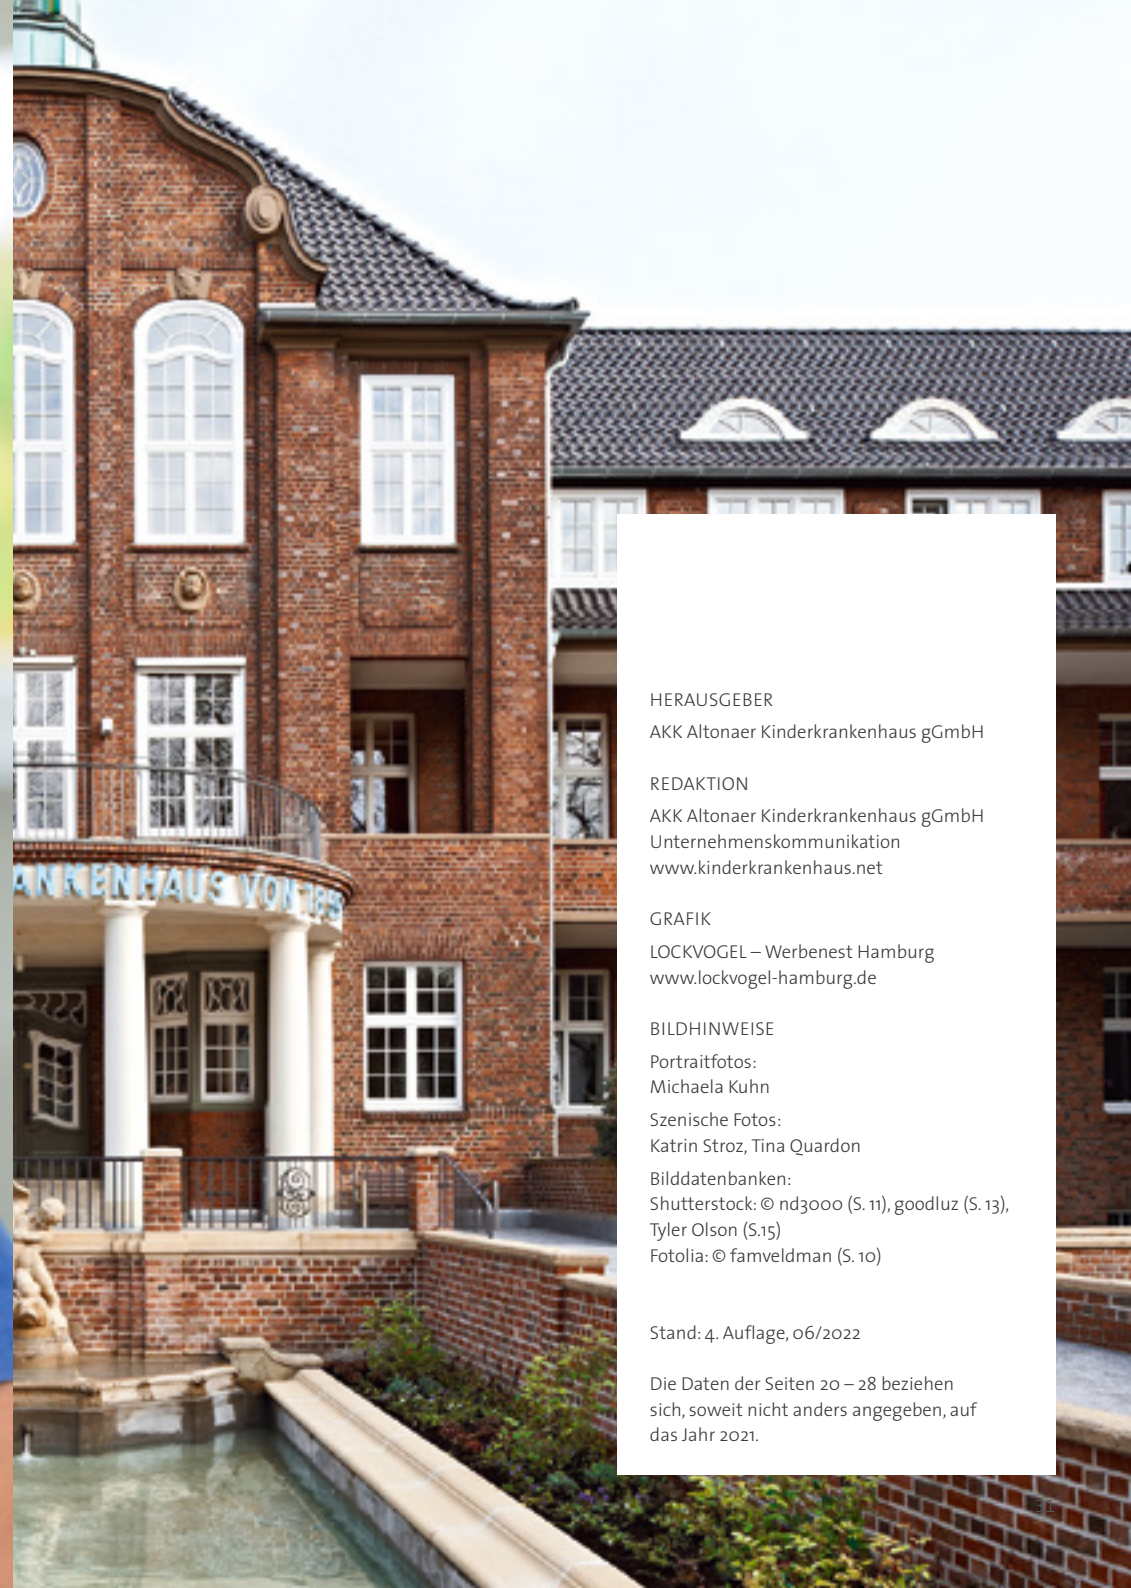 ANKENHAUS VON 1859
HERAUSGEBER
AKK Altonaer Kinderkrankenhaus gGmbH
REDAKTION
AKK Altonaer Kinderkrankenhaus gGmbH
Unternehmenskommunikation
www.kinderkrankenhaus.net
GRAFIK
LOCKVOGEL – Werbenest Hamburg
www.lockvogel-hamburg.de
BILDHINWEISE
Portraitfotos:
Michaela Kuhn
Szenische Fotos:
Katrin Stroz, Tina Quardon
Bilddatenbanken:
Shutterstock: © nd3000 (S. 11), goodluz (S. 13),
Tyler Olson (S.15)
Fotolia: © famveldman (S. 10)
Stand: 4. Auflage, 06/2022
Die Daten der Seiten 20 – 28 beziehen
sich, soweit nicht anders angegeben, auf
das Jahr 2021.
31